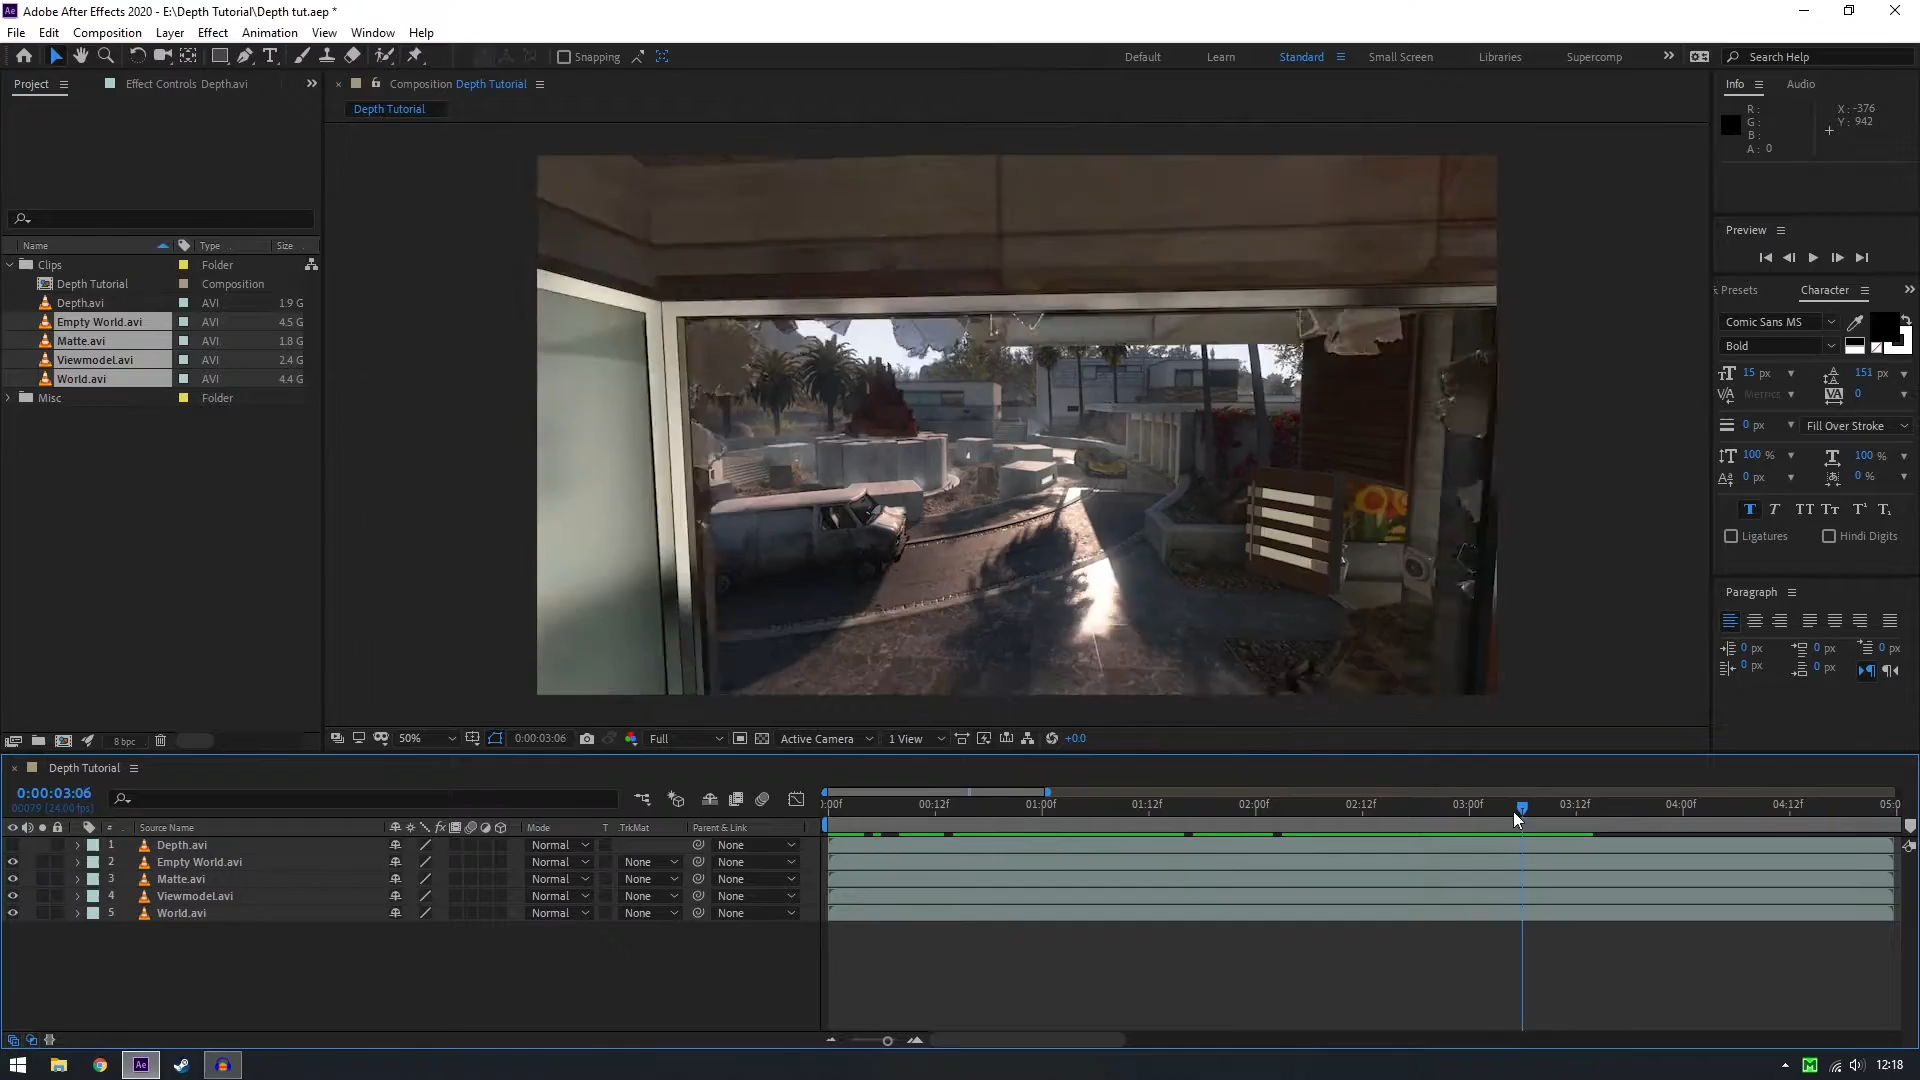 Adobe After Effects 2020 - E:\Depth Tutorial\Depth tut.aep *
File Edit Composition Layer Effect Animation View Window Help
Snapping
Default Learn Standard Small Screen Libraries Supercomp Search Help
Project Effect Controls Depth.avi
Composition Depth Tutorial
Depth Tutorial
Info Audio
R :
G :
B :
A : 0
X : -376
Y : 942
Preview
Presets Character
Comic Sans MS
Bold
15 px 151 px
Metrics 0
0 px Fill Over Stroke
100 % 100 %
0 px 0 %
Ligatures Hindi Digits
Paragraph
0 px 0 px 0 px
0 px 0 px
Name Type Size
Clips Folder
Depth Tutorial Composition
Depth.avi AVI 1.9 G
Empty World.avi AVI 4.5 G
Matte.avi AVI 1.8 G
Viewmodel.avi AVI 2.4 G
World.avi AVI 4.4 G
Misc Folder
8 bpc
50% 0:00:03:06 Full Active Camera 1 View +0.0
Depth Tutorial
0:00:03:06
00079 (24.00 fps)
:00f 00:12f 01:00f 01:12f 02:00f 02:12f 03:00f 03:12f 04:00f 04:12f 05:0
# Source Name Mode T .TrkMat Parent & Link
1 Depth.avi Normal None
2 Empty World.avi Normal None None
3 Matte.avi Normal None None
4 Viewmodel.avi Normal None None
5 World.avi Normal None None
12:18